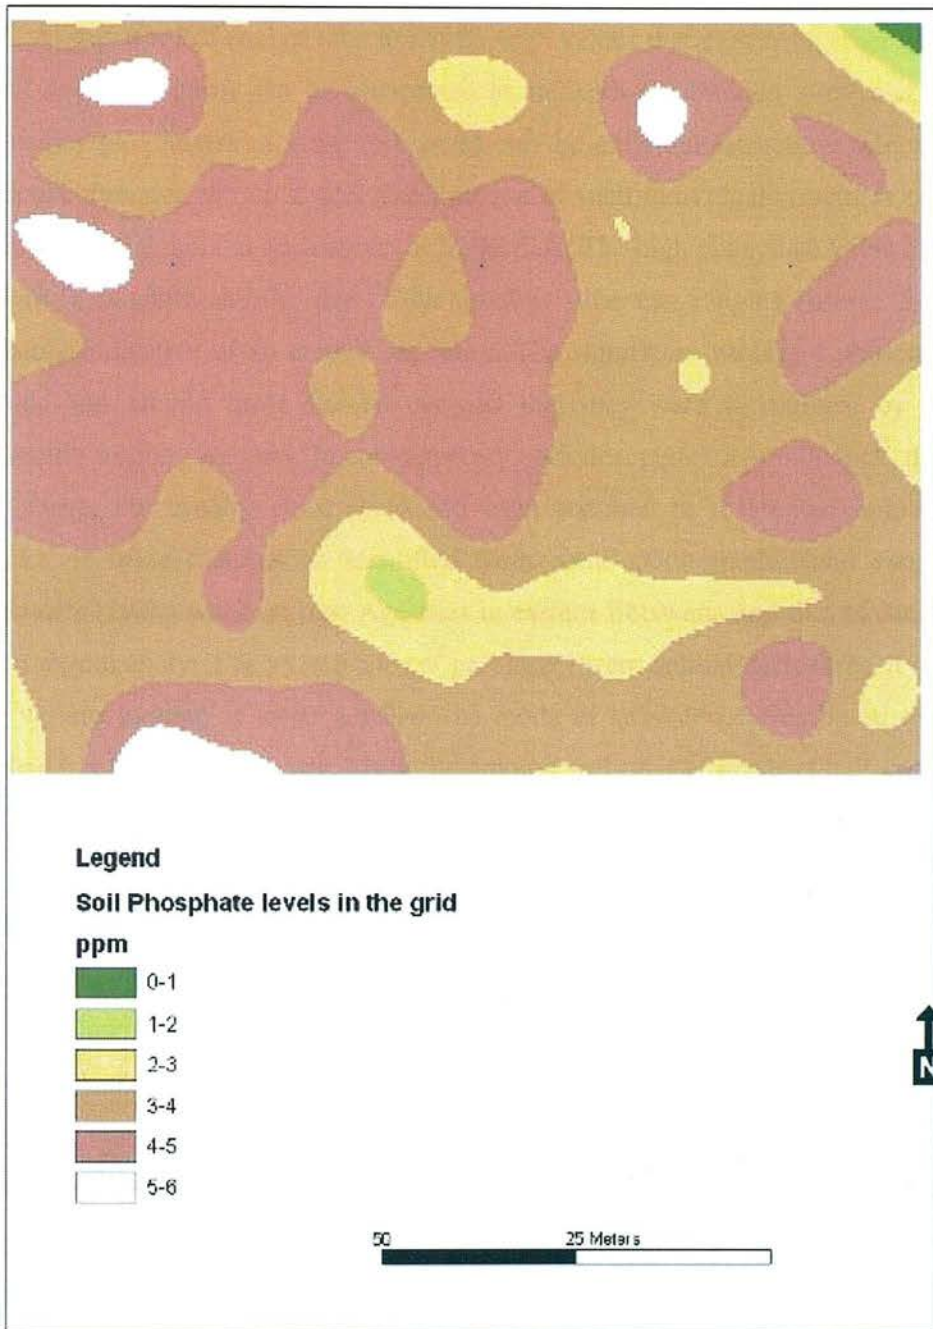 Legend
Soil Phosphate levels in the grid
ppm
0-1
1-2
2-3
3-4
4-5
5-6
N
50 25 Meters